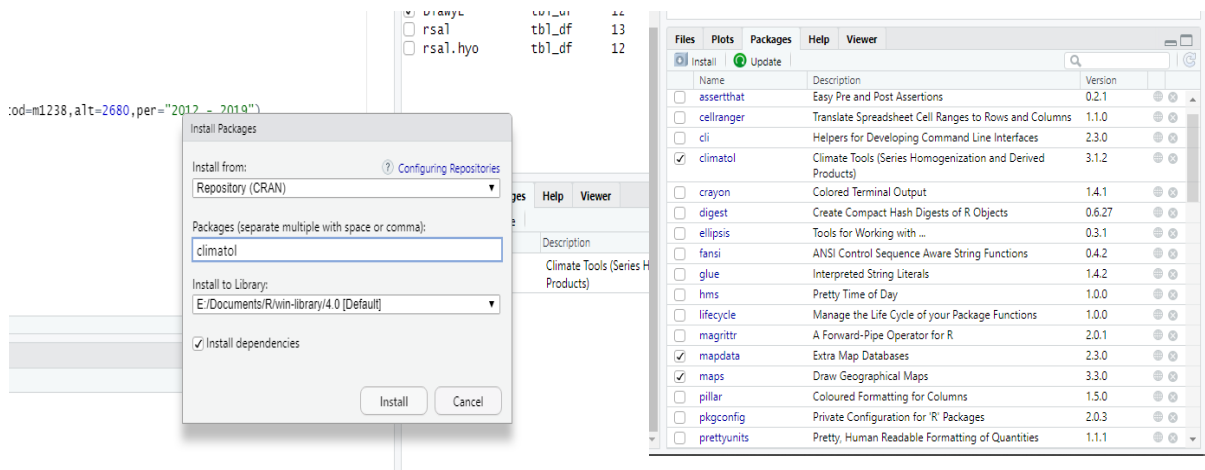 rsal tbl_df 13
rsal.hyo tbl_df 12
cod=m1238,alt=2680,per="2012 - 2019")
Install Packages
Install from:
? Configuring Repositories
Repository (CRAN)
Packages (separate multiple with space or comma):
climatol
Install to Library:
E:/Documents/R/win-library/4.0 [Default]
Install dependencies
Install Cancel
ges Help Viewer
Description
Climate Tools (Series H
Products)
Files Plots Packages Help Viewer
Install Update
Name Description Version
assertthat Easy Pre and Post Assertions 0.2.1
cellranger Translate Spreadsheet Cell Ranges to Rows and Columns 1.1.0
cli Helpers for Developing Command Line Interfaces 2.3.0
climatol Climate Tools (Series Homogenization and Derived 3.1.2
Products)
crayon Colored Terminal Output 1.4.1
digest Create Compact Hash Digests of R Objects 0.6.27
ellipsis Tools for Working with ... 0.3.1
fansi ANSI Control Sequence Aware String Functions 0.4.2
glue Interpreted String Literals 1.4.2
hms Pretty Time of Day 1.0.0
lifecycle Manage the Life Cycle of your Package Functions 1.0.0
magrittr A Forward-Pipe Operator for R 2.0.1
mapdata Extra Map Databases 2.3.0
maps Draw Geographical Maps 3.3.0
pillar Coloured Formatting for Columns 1.5.0
pkgconfig Private Configuration for 'R' Packages 2.0.3
prettyunits Pretty, Human Readable Formatting of Quantities 1.1.1